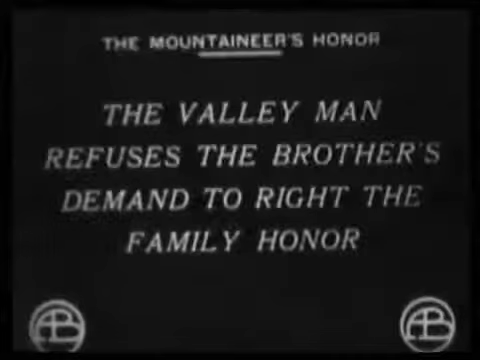 THE MOUNTAINEER'S HONOR
THE VALLEY MAN
REFUSES THE BROTHER'S
DEMAND TO RIGHT THE
FAMILY HONOR
AB AB